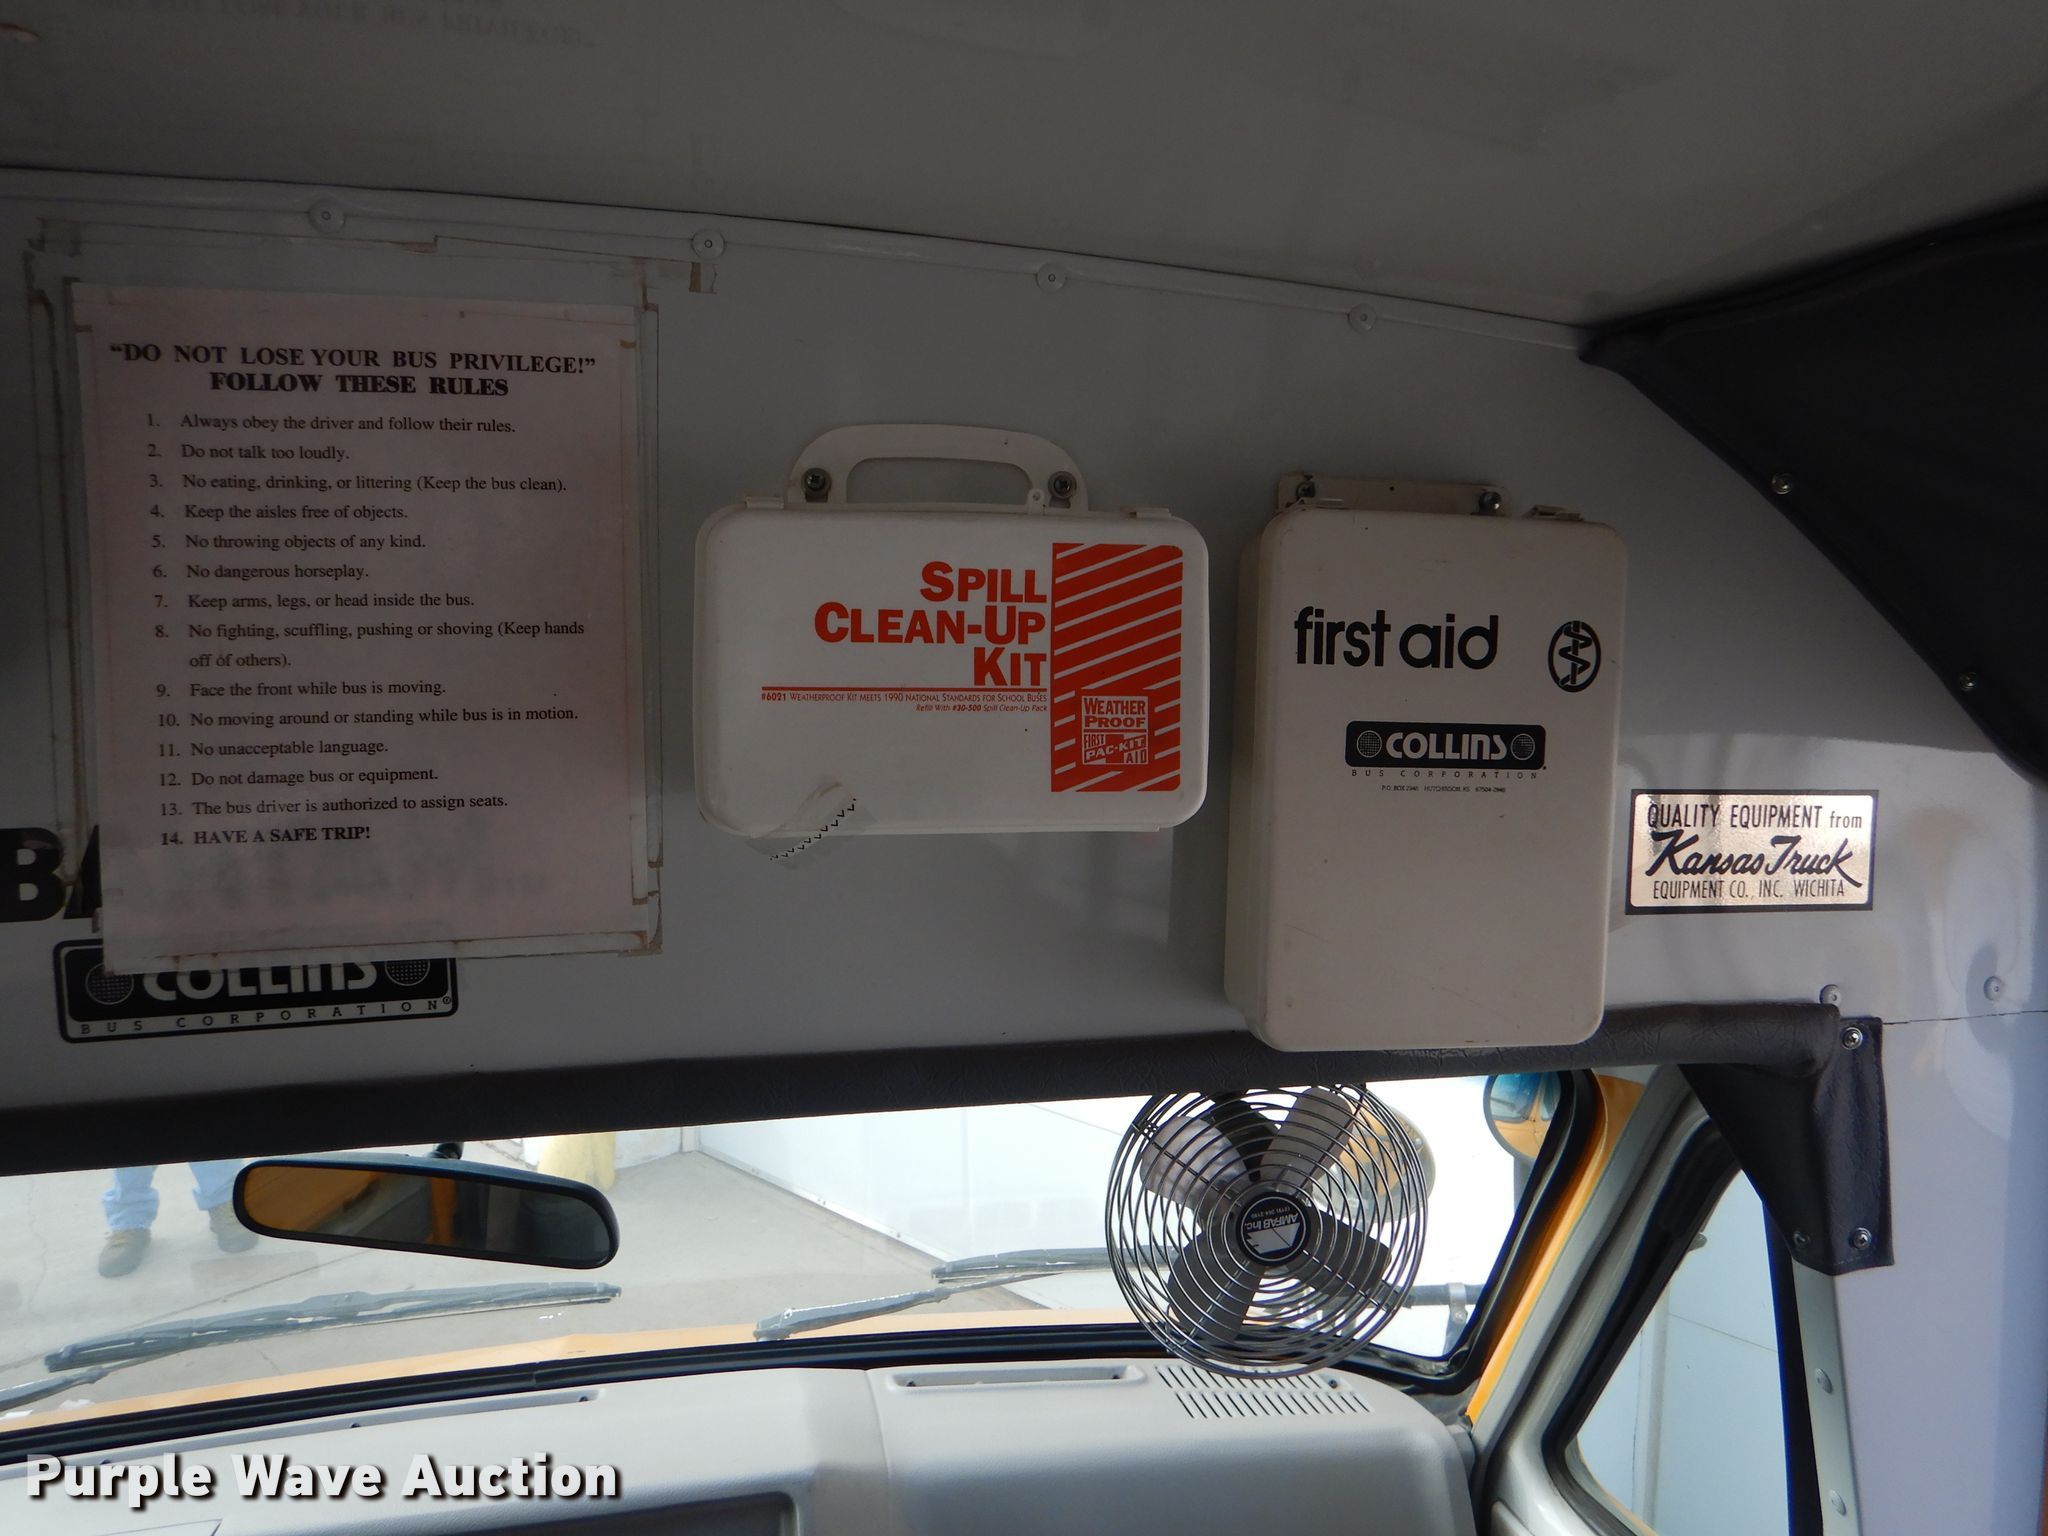 “DO NOT LOSE YOUR BUS PRIVILEGE!”
FOLLOW THESE RULES
1. Always obey the driver and follow their rules.
2. Do not talk too loudly.
3. No eating, drinking, or littering (Keep the bus clean).
4. Keep the aisles free of objects.
5. No throwing objects of any kind.
6. No dangerous horseplay.
7. Keep arms, legs, or head inside the bus.
8. No fighting, scuffling, pushing or shoving (Keep hands
off of others).
9. Face the front while bus is moving.
10. No moving around or standing while bus is in motion.
11. No unacceptable language.
12. Do not damage bus or equipment.
13. The bus driver is authorized to assign seats.
14. HAVE A SAFE TRIP!
COLLINS
BUS CORPORATION®
SPILL
CLEAN-UP
KIT
#6021 WEATHERPROOF KIT MEETS 1990 NATIONAL STANDARDS FOR SCHOOL BUSES
Refill With #30-500 Spill Clean-Up Pack
WEATHER
PROOF
FIRST
PAC-KIT
AID
first aid
COLLINS
BUS CORPORATION
P.O. BOX 2946 HUTCHINSON, KS 67504-2946
QUALITY EQUIPMENT from
Kansas Truck
EQUIPMENT CO., INC. WICHITA
AMFAB Inc.
Purple Wave Auction